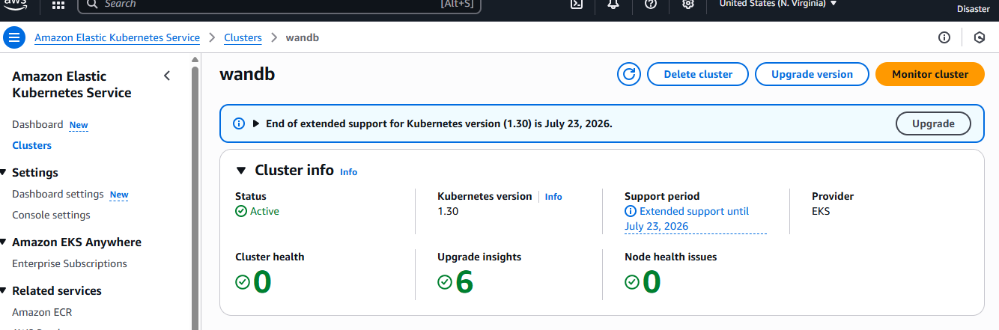 aws
Search
[Alt+S]
United States (N. Virginia)
Disaster
Amazon Elastic Kubernetes Service > Clusters > wandb
Amazon Elastic
Kubernetes Service
Dashboard New
Clusters
Settings
Dashboard settings New
Console settings
Amazon EKS Anywhere
Enterprise Subscriptions
Related services
Amazon ECR
wandb
Delete cluster
Upgrade version
Monitor cluster
End of extended support for Kubernetes version (1.30) is July 23, 2026.
Upgrade
Cluster info Info
Status
Active
Kubernetes version Info
1.30
Support period
Extended support until
July 23, 2026
Provider
EKS
Cluster health
0
Upgrade insights
6
Node health issues
0